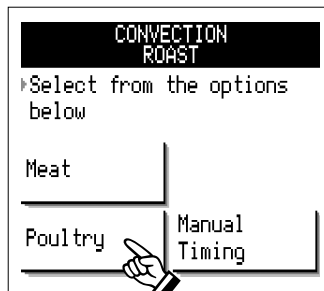 CONVECTION
ROAST
Select from the options
below
Meat
Poultry
Manual
Timing